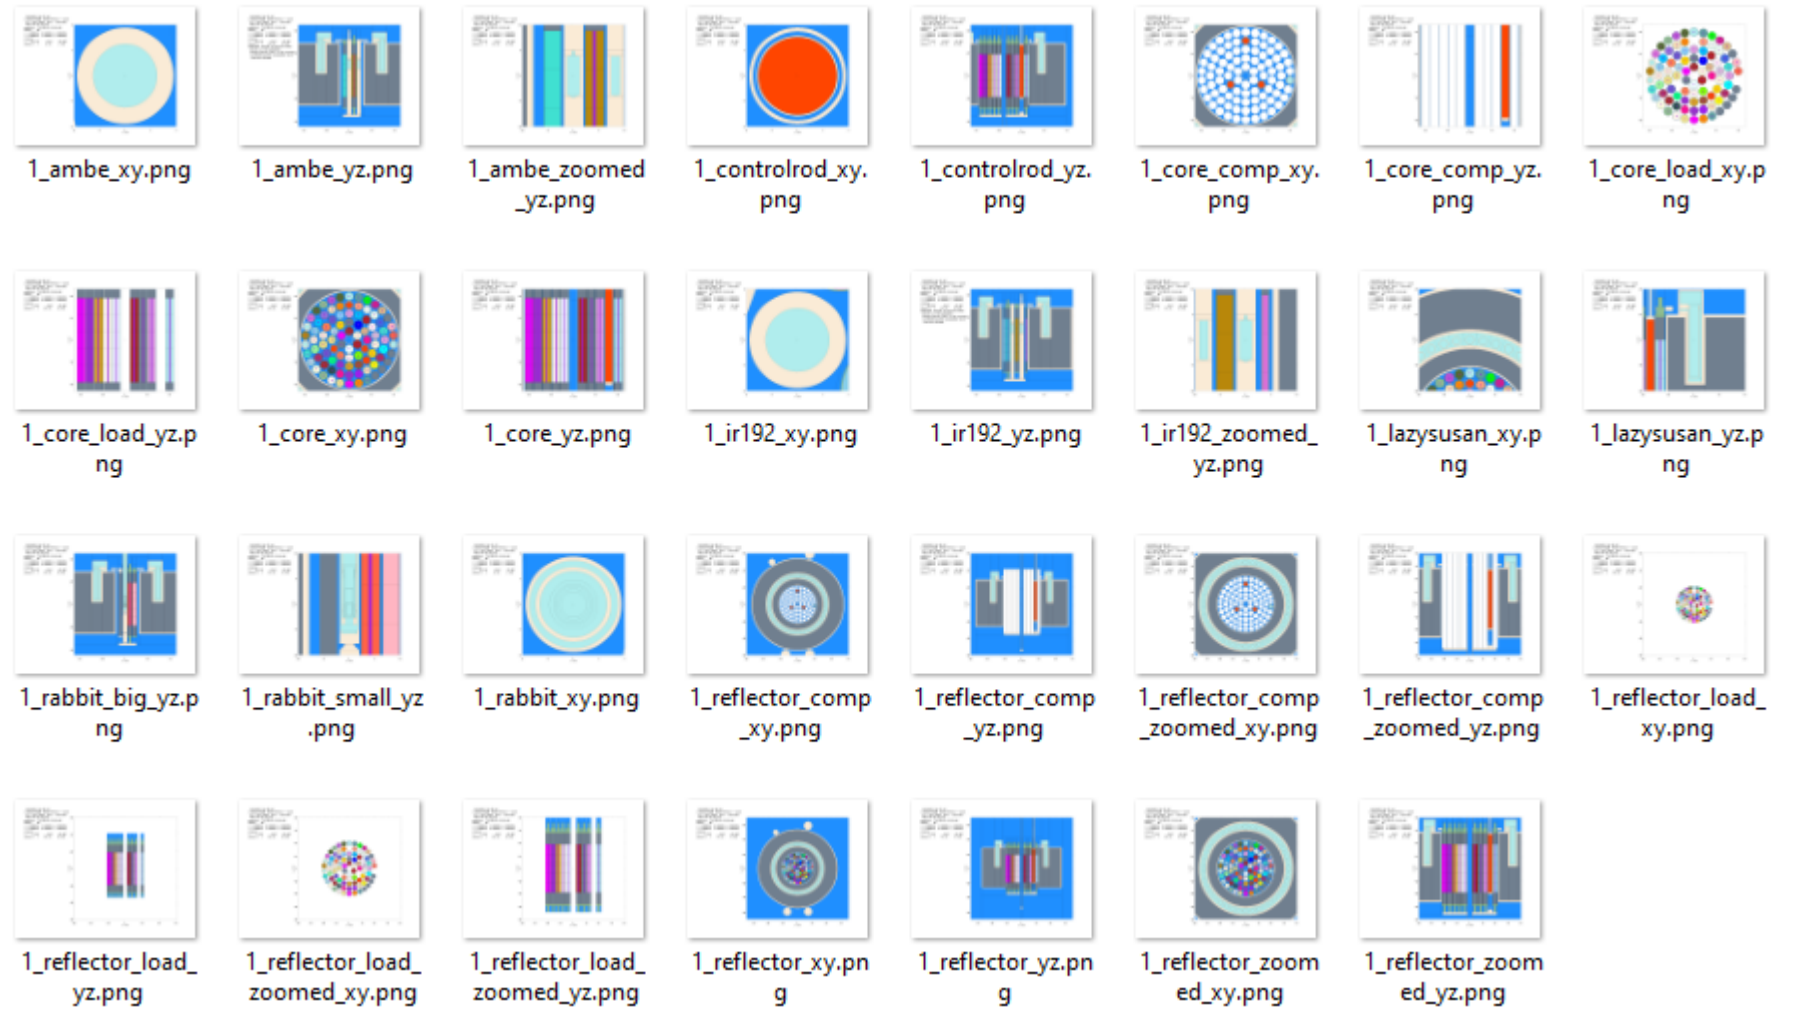 1_ambe_xy.png
1_ambe_yz.png
1_ambe_zoomed
_yz.png
1_controlrod_xy.
png
1_controlrod_yz.
png
1_core_comp_xy.
png
1_core_comp_yz.
png
1_core_load_xy.p
ng
1_core_load_yz.p
ng
1_core_xy.png
1_core_yz.png
1_ir192_xy.png
1_ir192_yz.png
1_ir192_zoomed_
yz.png
1_lazysusan_xy.p
ng
1_lazysusan_yz.p
ng
1_rabbit_big_yz.p
ng
1_rabbit_small_yz
.png
1_rabbit_xy.png
1_reflector_comp
_xy.png
1_reflector_comp
_yz.png
1_reflector_comp
_zoomed_xy.png
1_reflector_comp
_zoomed_yz.png
1_reflector_load_
xy.png
1_reflector_load_
yz.png
1_reflector_load_
zoomed_xy.png
1_reflector_load_
zoomed_yz.png
1_reflector_xy.pn
g
1_reflector_yz.pn
g
1_reflector_zoom
ed_xy.png
1_reflector_zoom
ed_yz.png